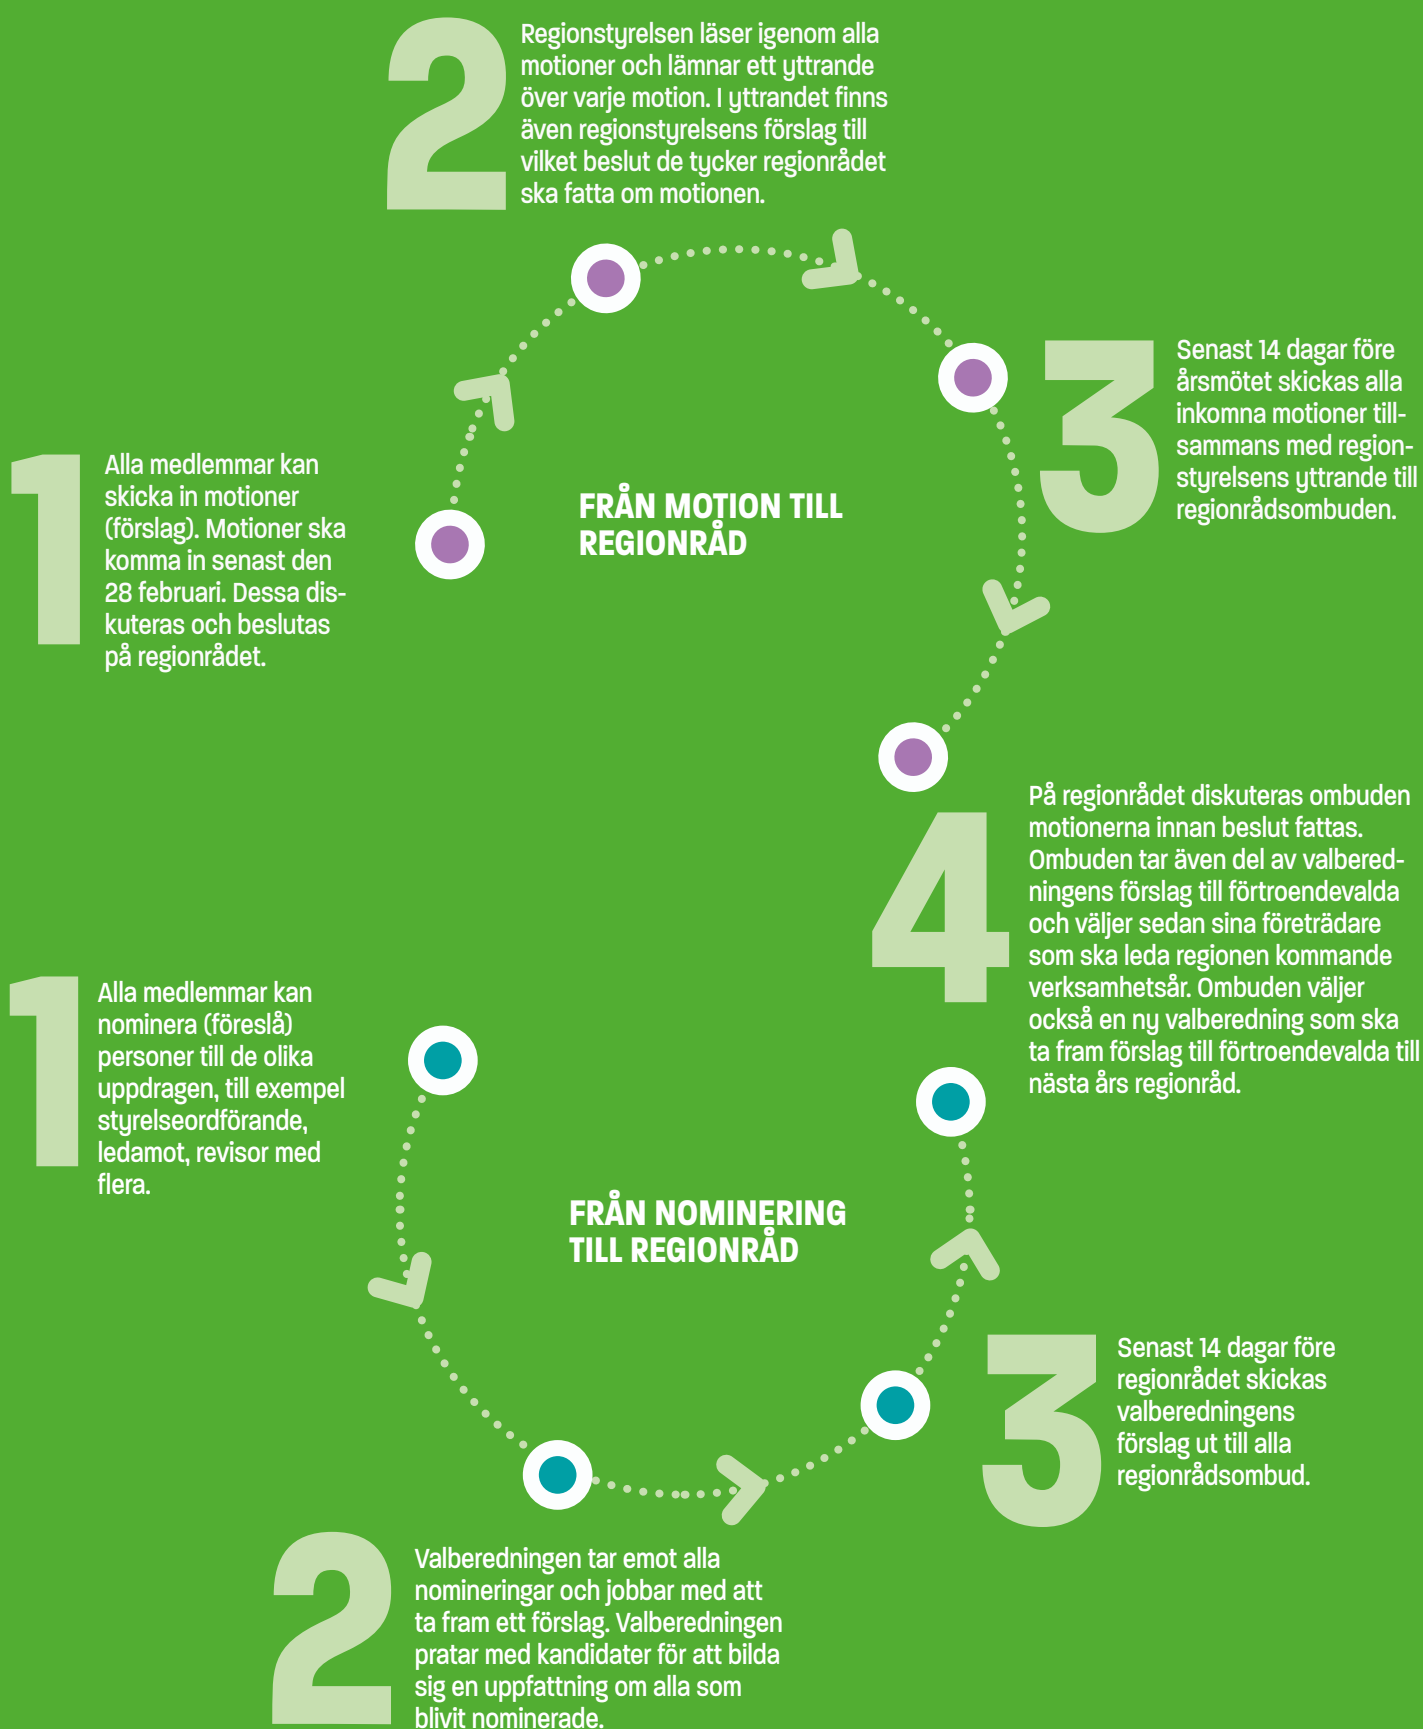 2
Regionstyrelsen läser igenom alla
motioner och lämnar ett yttrande
över varje motion. I yttrandet finns
även regionstyrelsens förslag till
vilket beslut de tycker regionrådet
ska fatta om motionen.
3
Senast 14 dagar före
årsmötet skickas alla
inkomna motioner till-
sammans med region-
styrelsens yttrande till
regionrådsombuden.
1
Alla medlemmar kan
skicka in motioner
(förslag). Motioner ska
komma in senast den
28 februari. Dessa dis-
kuteras och beslutas
på regionrådet.
FRÅN MOTION TILL
REGIONRÅD
4
På regionrådet diskuteras ombuden
motionerna innan beslut fattas.
Ombuden tar även del av valbered-
ningens förslag till förtroendevalda
och väljer sedan sina företrädare
som ska leda regionen kommande
verksamhetsår. Ombuden väljer
också en ny valberedning som ska
ta fram förslag till förtroendevalda till
nästa års regionråd.
1
Alla medlemmar kan
nominera (föreslå)
personer till de olika
uppdragen, till exempel
styrelseordförande,
ledamot, revisor med
flera.
FRÅN NOMINERING
TILL REGIONRÅD
3
Senast 14 dagar före
regionrådet skickas
valberedningens
förslag ut till alla
regionrådsombud.
2
Valberedningen tar emot alla
nomineringar och jobbar med att
ta fram ett förslag. Valberedningen
pratar med kandidater för att bilda
sig en uppfattning om alla som
blivit nominerade.